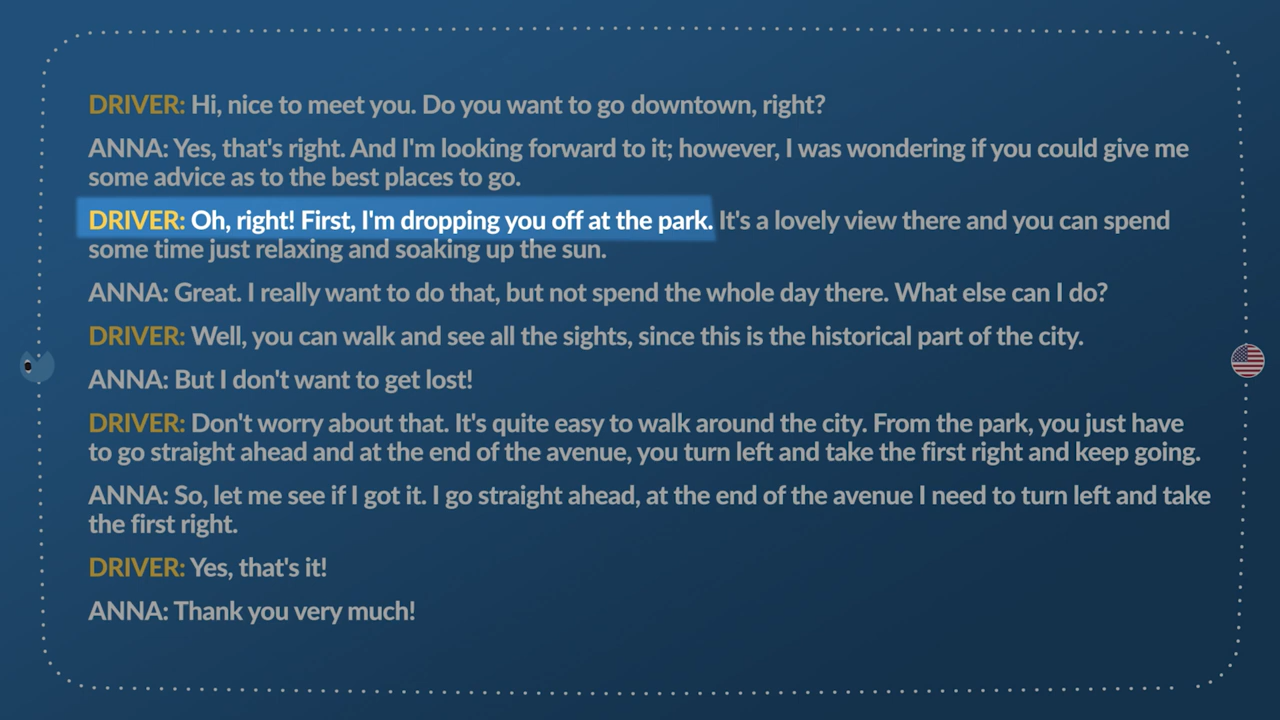 DRIVER: Hi, nice to meet you. Do you want to go downtown, right?
ANNA: Yes, that's right. And I'm looking forward to it; however, I was wondering if you could give me
some advice as to the best places to go.
DRIVER: Oh, right! First, I'm dropping you off at the park. It's a lovely view there and you can spend
some time just relaxing and soaking up the sun.
ANNA: Great. I really want to do that, but not spend the whole day there. What else can I do?
DRIVER: Well, you can walk and see all the sights, since this is the historical part of the city.
ANNA: But I don't want to get lost!
DRIVER: Don't worry about that. It's quite easy to walk around the city. From the park, you just have
to go straight ahead and at the end of the avenue, you turn left and take the first right and keep going.
ANNA: So, let me see if I got it. I go straight ahead, at the end of the avenue I need to turn left and take
the first right.
DRIVER: Yes, that's it!
ANNA: Thank you very much!